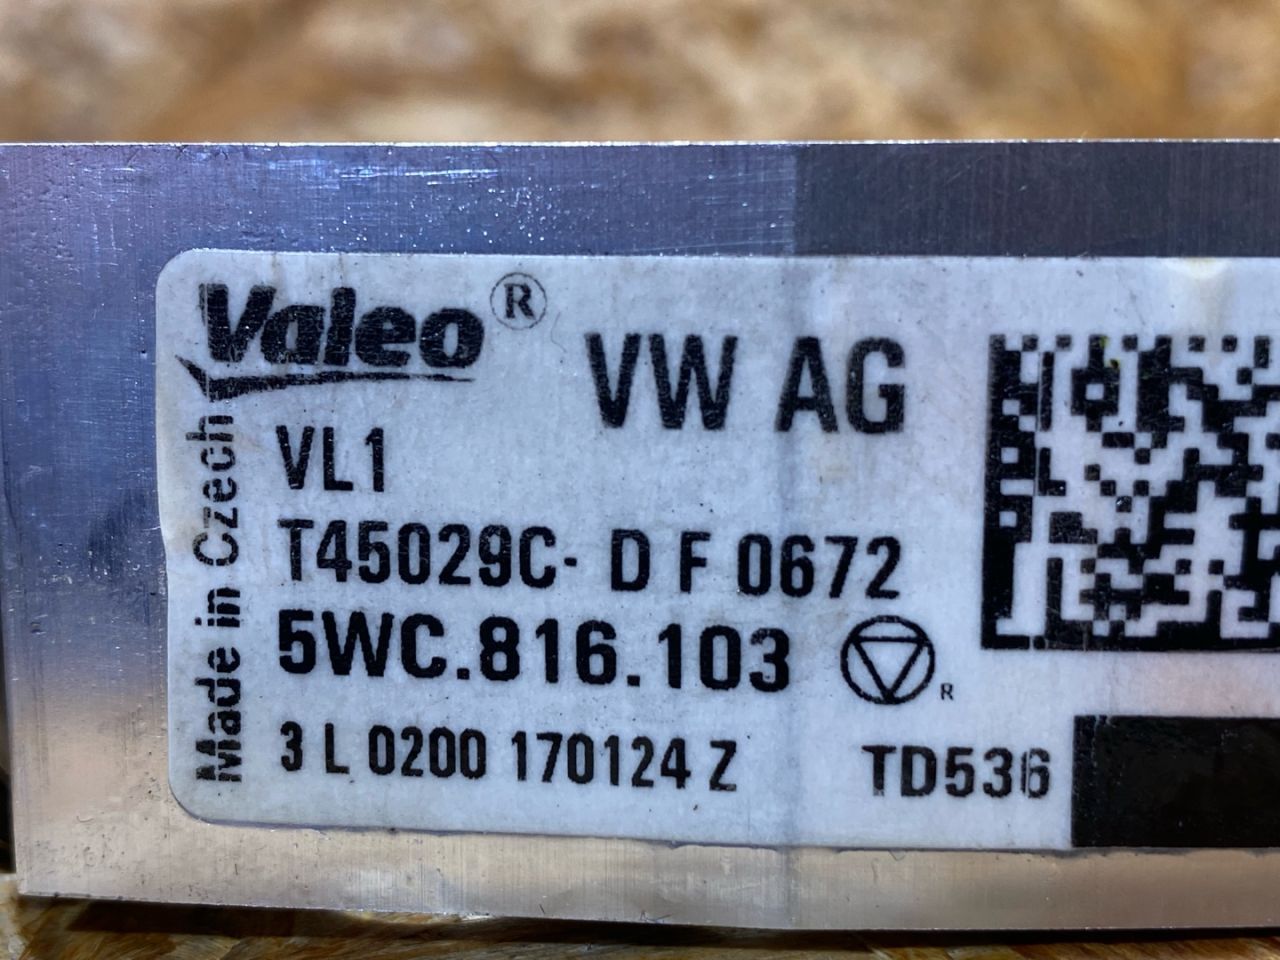 Valeo®
VW AG
Made in Czech
VL1
T45029C- D F 0672
5WC.816.103
R
3 L 0200 170124 Z
TD536